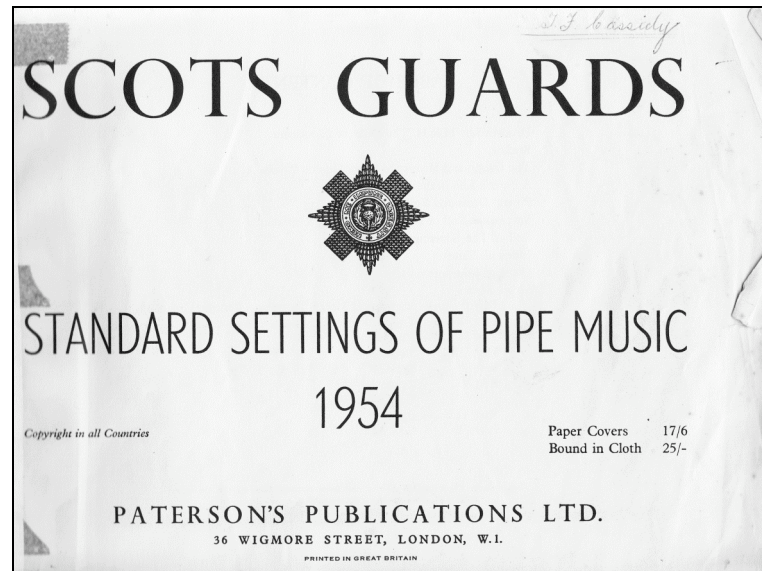 Cassidy
SCOTS GUARDS
STANDARD SETTINGS OF PIPE MUSIC
1954
Copyright in all Countries
Paper Covers 17/6
Bound in Cloth 25/-
PATERSON'S PUBLICATIONS LTD.
36 WIGMORE STREET, LONDON, W.1.
PRINTED IN GREAT BRITAIN